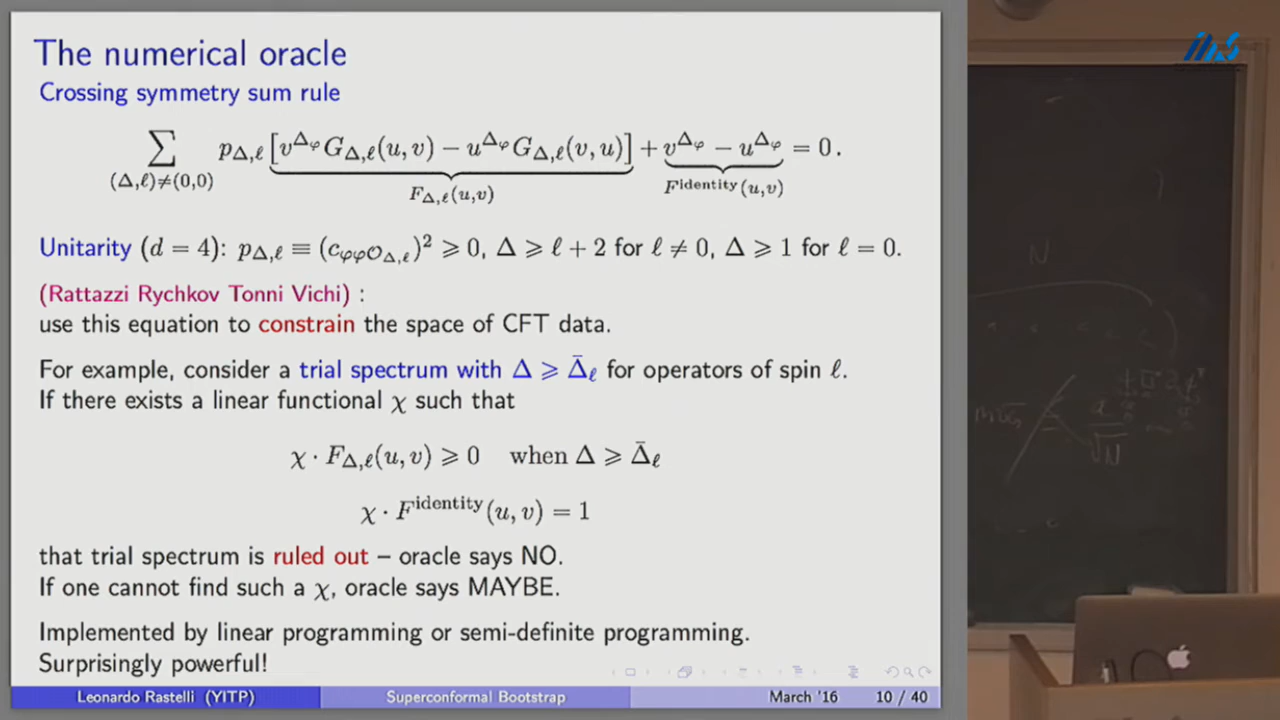 The numerical oracle
Crossing symmetry sum rule
∑ p_{Δ,ℓ} [v^{Δ_φ} G_{Δ,ℓ}(u, v) − u^{Δ_φ} G_{Δ,ℓ}(v, u)] + v^{Δ_φ} − u^{Δ_φ} = 0 .
(Δ,ℓ)≠(0,0)
F_{Δ,ℓ}(u,v) F^{identity}(u,v)
Unitarity (d = 4): p_{Δ,ℓ} ≡ (c_{φφO_{Δ,ℓ}})² ⩾ 0, Δ ⩾ ℓ + 2 for ℓ ≠ 0, Δ ⩾ 1 for ℓ = 0.
(Rattazzi Rychkov Tonni Vichi) :
use this equation to constrain the space of CFT data.
For example, consider a trial spectrum with Δ ⩾ Δ̄_ℓ for operators of spin ℓ.
If there exists a linear functional χ such that
χ · F_{Δ,ℓ}(u, v) ⩾ 0 when Δ ⩾ Δ̄_ℓ
χ · F^{identity}(u, v) = 1
that trial spectrum is ruled out – oracle says NO.
If one cannot find such a χ, oracle says MAYBE.
Implemented by linear programming or semi-definite programming.
Surprisingly powerful!
Leonardo Rastelli (YITP) Superconformal Bootstrap March '16 10 / 40
N
√N